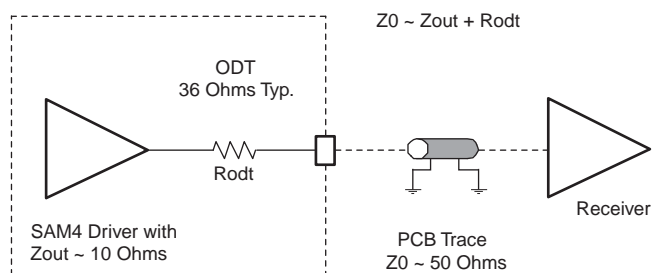 Z0 ~ Zout + Rodt
ODT
36 Ohms Typ.
Rodt
Receiver
SAM4 Driver with
Zout ~ 10 Ohms
PCB Trace
Z0 ~ 50 Ohms